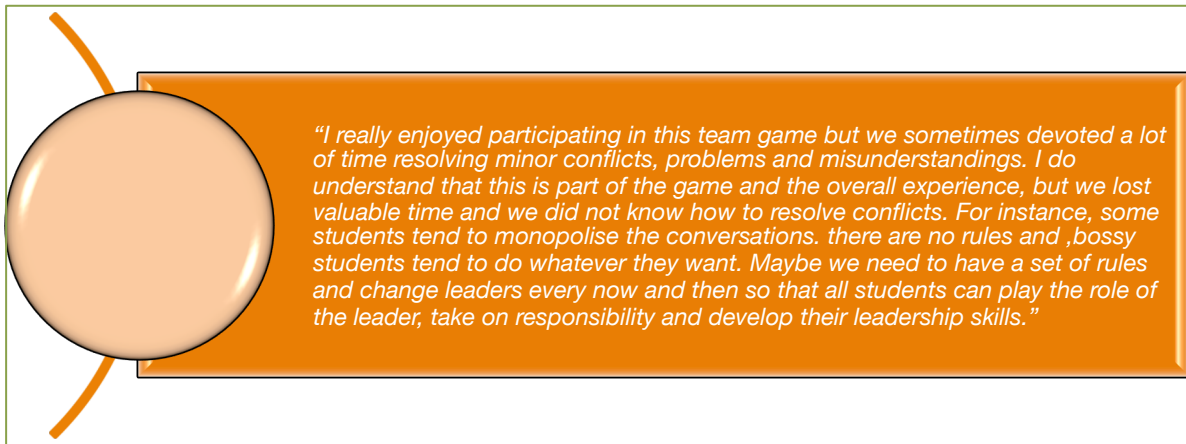 “I really enjoyed participating in this team game but we sometimes devoted a lot
of time resolving minor conflicts, problems and misunderstandings. I do
understand that this is part of the game and the overall experience, but we lost
valuable time and we did not know how to resolve conflicts. For instance, some
students tend to monopolise the conversations. there are no rules and ,bossy
students tend to do whatever they want. Maybe we need to have a set of rules
and change leaders every now and then so that all students can play the role of
the leader, take on responsibility and develop their leadership skills.”